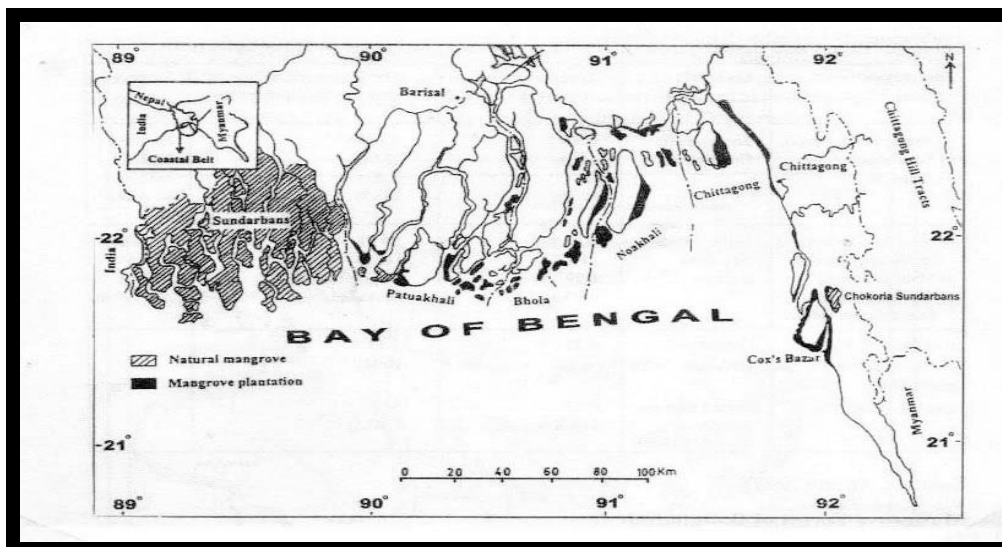 89°
90°
91°
92°
N
Nepal
India
Myanmar
Coastal Belt
Barisal
Chittagong Hill Tracts
Chittagong
Chittagong
Sundarbans
22°
22°
India
Noakhali
Patuakhali
Bhola
Chokoria Sundarbans
BAY OF BENGAL
Natural mangrove
Cox's Bazar
Mangrove plantation
Myanmar
21°
21°
0 20 40 60 80 100 Km
89°
90°
91°
92°